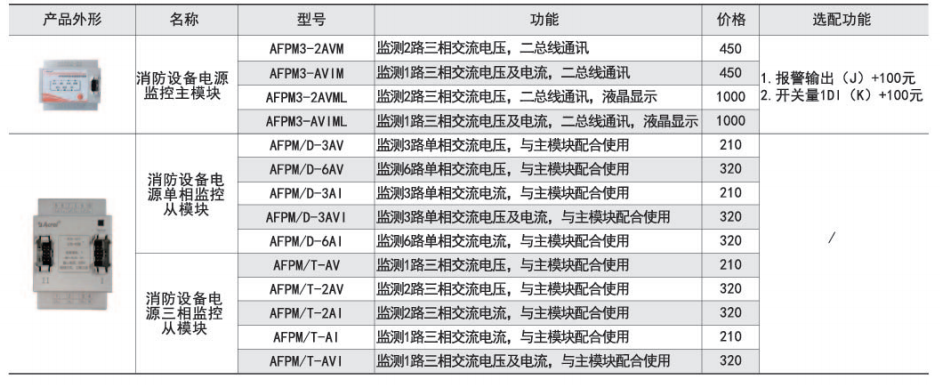 产品外形 名称 型号 功能 价格 选配功能
消防设备电源
监控主模块
AFPM3-2AVM 监测2路三相交流电压，二总线通讯 450
AFPM3-AVIM 监测1路三相交流电压及电流，二总线通讯 450
AFPM3-2AVML 监测2路三相交流电压，二总线通讯，液晶显示 1000
AFPM3-AVIML 监测1路三相交流电压及电流，二总线通讯，液晶显示 1000
1. 报警输出（J）+100元
2. 开关量1DI（K）+100元
消防设备电
源单相监控
从模块
AFPM/D-3AV 监测3路单相交流电压，与主模块配合使用 210
AFPM/D-6AV 监测6路单相交流电压，与主模块配合使用 320
AFPM/D-3AI 监测3路单相交流电流，与主模块配合使用 210
AFPM/D-3AVI 监测3路单相交流电压及电流，与主模块配合使用 320
AFPM/D-6AI 监测6路单相交流电流，与主模块配合使用 320
/
消防设备电
源三相监控
从模块
AFPM/T-AV 监测1路三相交流电压，与主模块配合使用 210
AFPM/T-2AV 监测2路三相交流电压，与主模块配合使用 320
AFPM/T-2AI 监测2路三相交流电流，与主模块配合使用 320
AFPM/T-AI 监测1路三相交流电流，与主模块配合使用 210
AFPM/T-AVI 监测1路三相交流电压及电流，与主模块配合使用 320